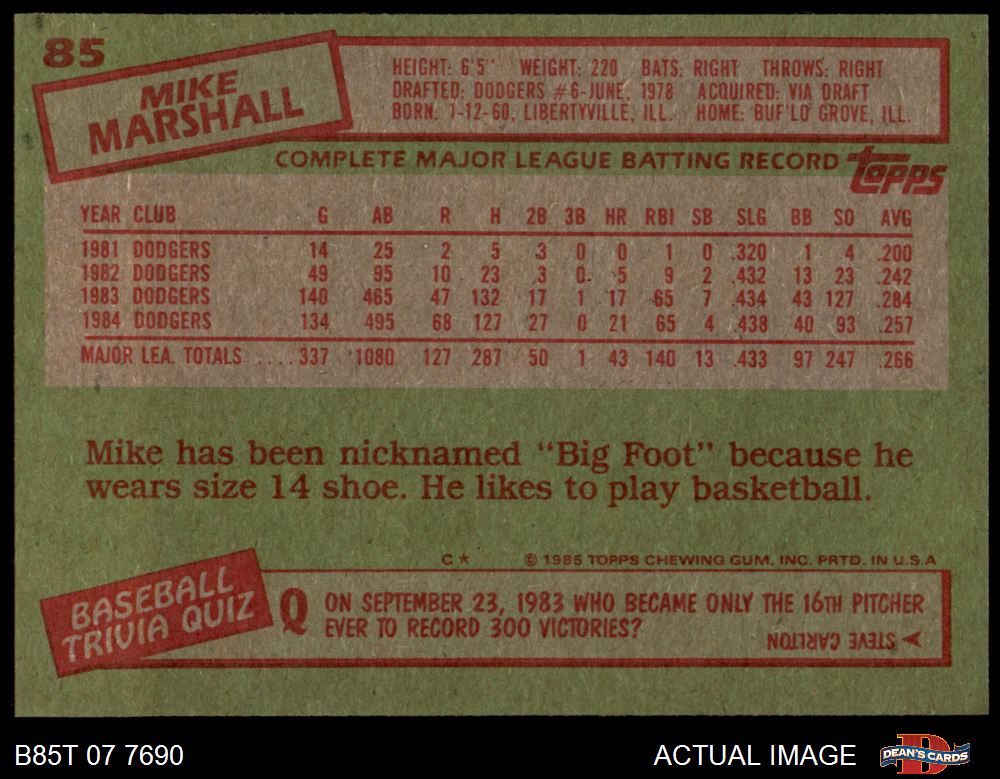 85
MIKE
MARSHALL
HEIGHT: 6'5" WEIGHT: 220 BATS: RIGHT THROWS: RIGHT
DRAFTED: DODGERS #6-JUNE, 1978 ACQUIRED: VIA DRAFT
BORN: 1-12-60, LIBERTYVILLE, ILL. HOME: BUF'LO GROVE, ILL.
COMPLETE MAJOR LEAGUE BATTING RECORD topps
YEAR CLUB G AB R H 2B 3B HR RBI SB SLG BB SO AVG
1981 DODGERS 14 25 2 5 3 0 0 1 0 .320 1 4 .200
1982 DODGERS 49 95 10 23 3 0 5 9 2 .432 13 23 .242
1983 DODGERS 140 465 47 132 17 1 17 65 7 .434 43 127 .284
1984 DODGERS 134 495 68 127 27 0 21 65 4 .438 40 93 .257
MAJOR LEA. TOTALS ....337 1080 127 287 50 1 43 140 13 .433 97 247 .266
Mike has been nicknamed "Big Foot" because he
wears size 14 shoe. He likes to play basketball.
C* © 1985 TOPPS CHEWING GUM, INC. PRTD. IN U.S.A
BASEBALL
TRIVIA QUIZ
Q ON SEPTEMBER 23, 1983 WHO BECAME ONLY THE 16TH PITCHER
EVER TO RECORD 300 VICTORIES?
STEVE CARLTON
B85T 07 7690 ACTUAL IMAGE DEAN'S CARDS